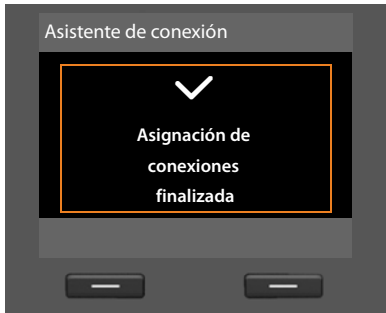 Asistente de conexión
Asignación de
conexiones
finalizada